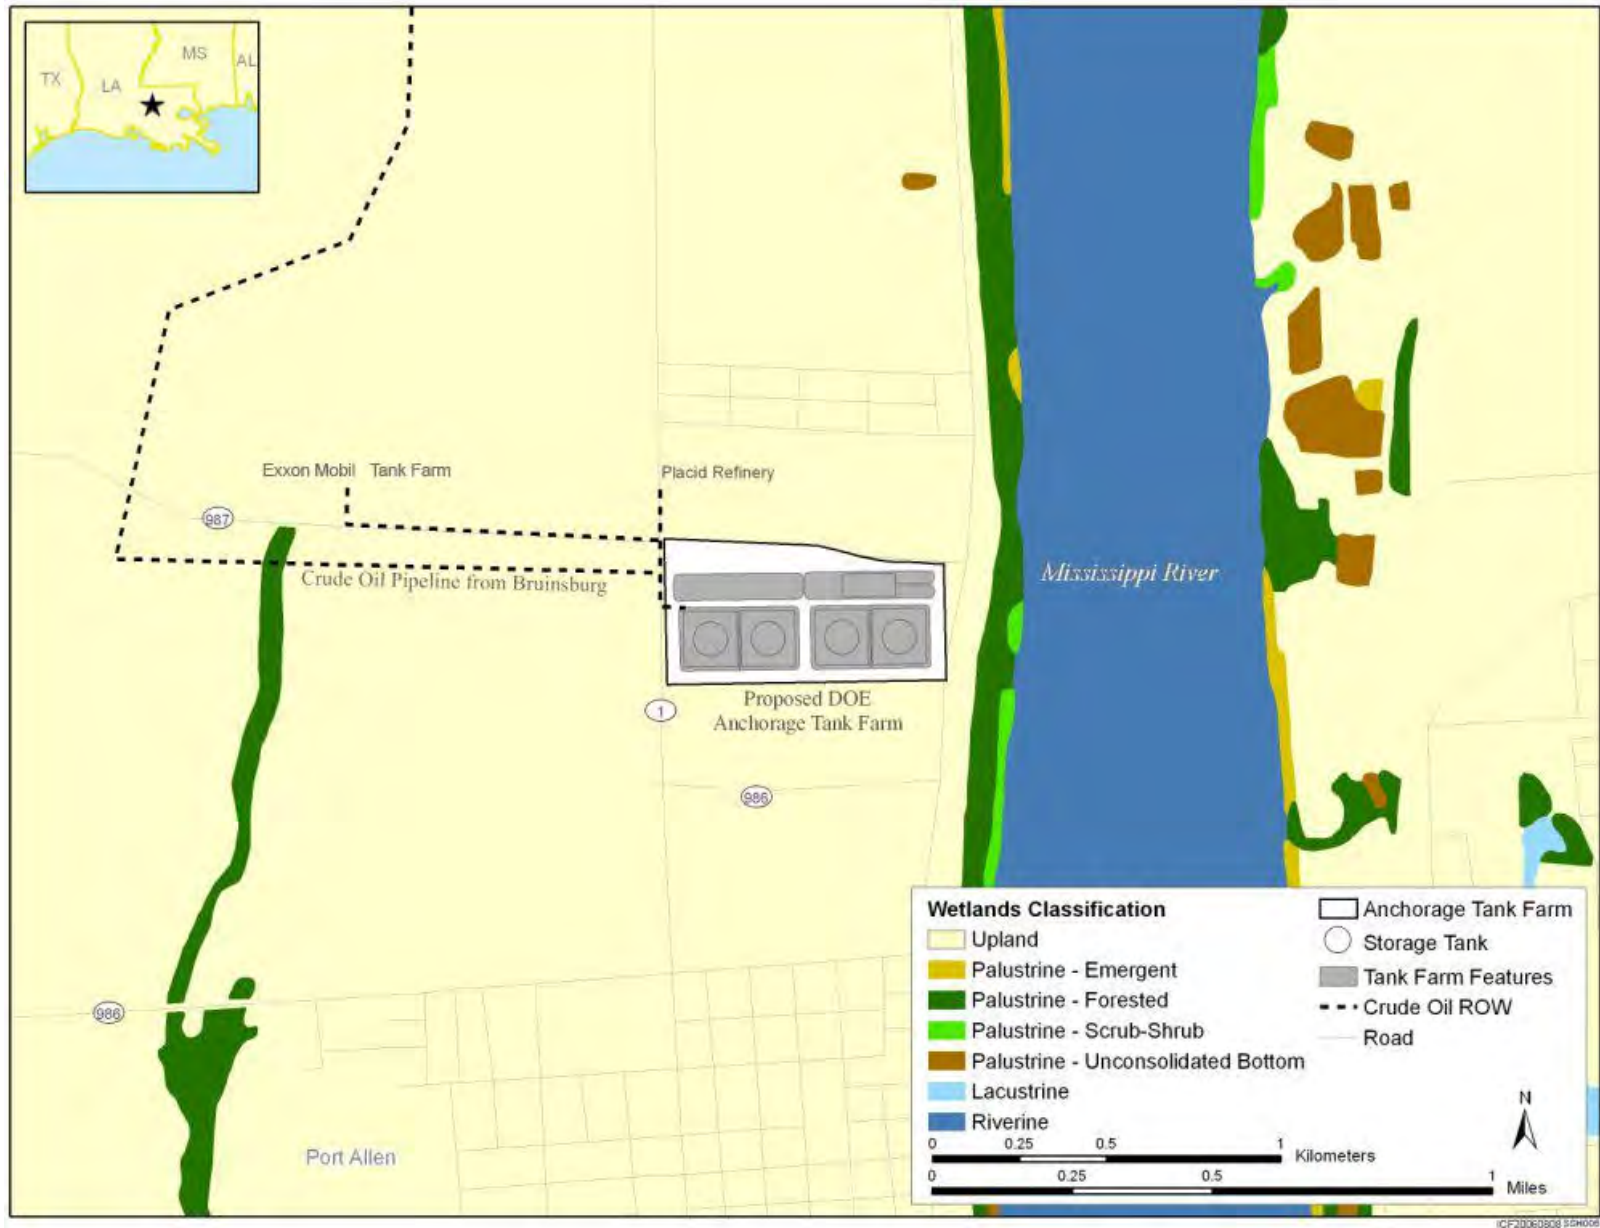 TX
LA
MS
AL
Exxon Mobil Tank Farm
Placid Refinery
987
Crude Oil Pipeline from Bruinsburg
Mississippi River
Proposed DOE
Anchorage Tank Farm
1
986
986
Port Allen
Wetlands Classification
Upland
Palustrine - Emergent
Palustrine - Forested
Palustrine - Scrub-Shrub
Palustrine - Unconsolidated Bottom
Lacustrine
Riverine
Anchorage Tank Farm
Storage Tank
Tank Farm Features
Crude Oil ROW
Road
N
0 0.25 0.5 1 Kilometers
0 0.25 0.5 1 Miles